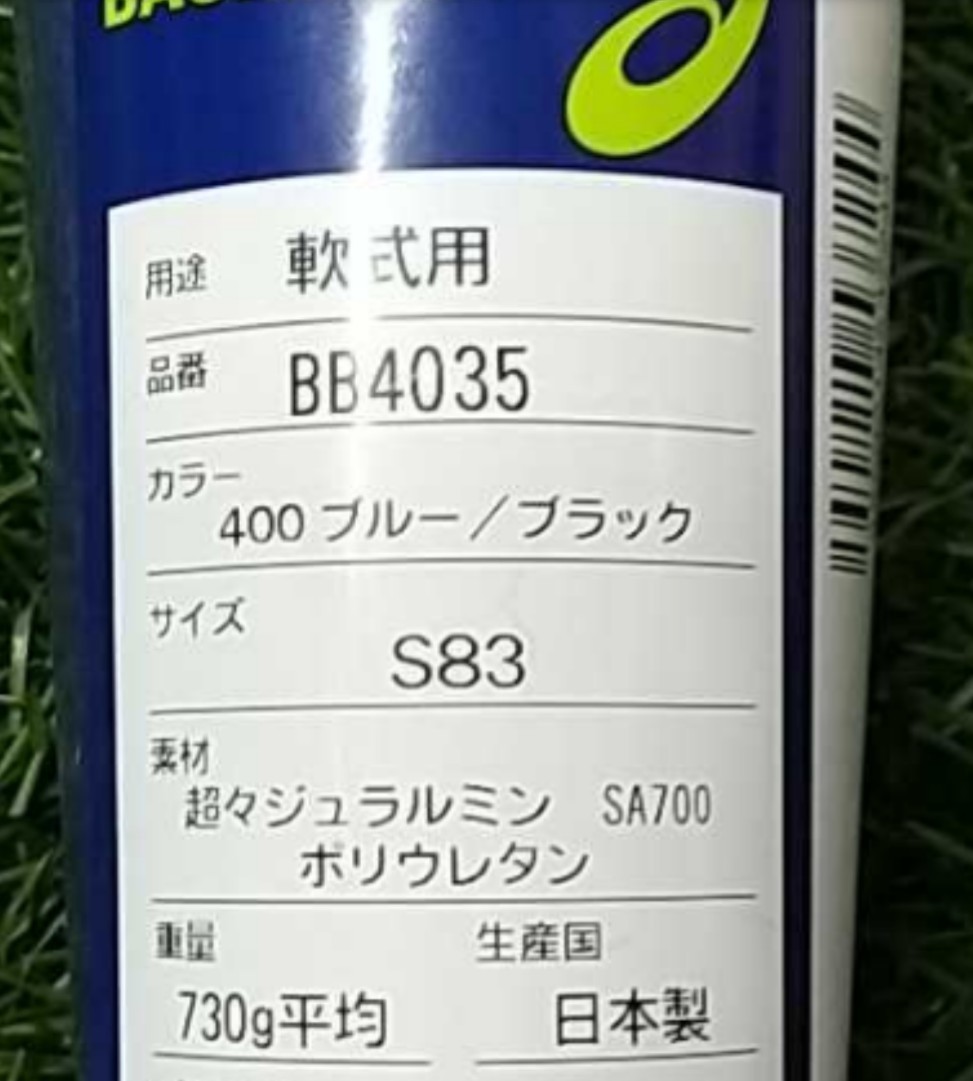 用途 軟式用
品番 BB4035
カラー
400 ブルー／ブラック
サイズ
S83
素材
超々ジュラルミン SA700
ポリウレタン
重量 生産国
730g平均 日本製